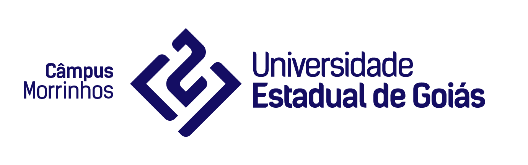 Câmpus
Morrinhos
Universidade
Estadual de Goiás